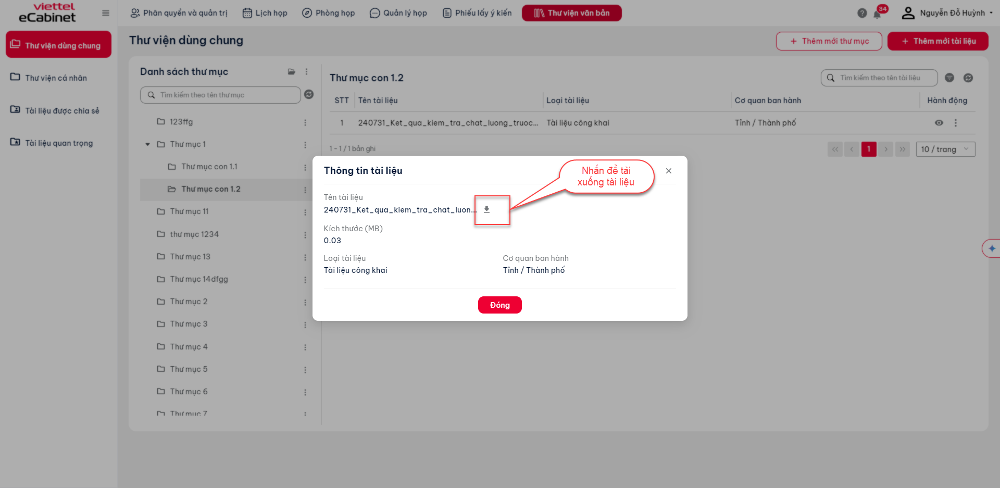 viettel
eCabinet
Phân quyền và quản trị
Lịch họp
Phòng họp
Quản lý họp
Phiếu lấy ý kiến
Thư viện văn bản
34
Nguyễn Đỗ Huỳnh
Thư viện dùng chung
Thư viện cá nhân
Tài liệu được chia sẻ
Tài liệu quan trọng
Thư viện dùng chung
+ Thêm mới thư mục
+ Thêm mới tài liệu
Danh sách thư mục
Tìm kiếm theo tên thư mục
123ffg
Thư mục 1
Thư mục con 1.1
Thư mục con 1.2
Thư mục 11
thư mục 1234
Thư mục 13
Thư mục 14dfgg
Thư mục 2
Thư mục 3
Thư mục 4
Thư mục 5
Thư mục 6
Thư mục 7
Thư mục con 1.2
Tìm kiếm theo tên tài liệu
STT Tên tài liệu Loại tài liệu Cơ quan ban hành Hành động
1 240731_Ket_qua_kiem_tra_chat_luong_truoc... Tài liệu công khai Tỉnh / Thành phố
1 - 1 / 1 bản ghi
1
10 / trang
Thông tin tài liệu
Nhấn để tải
xuống tài liệu
Tên tài liệu
240731_Ket_qua_kiem_tra_chat_luon...
Kích thước (MB)
0.03
Loại tài liệu
Tài liệu công khai
Cơ quan ban hành
Tỉnh / Thành phố
Đóng